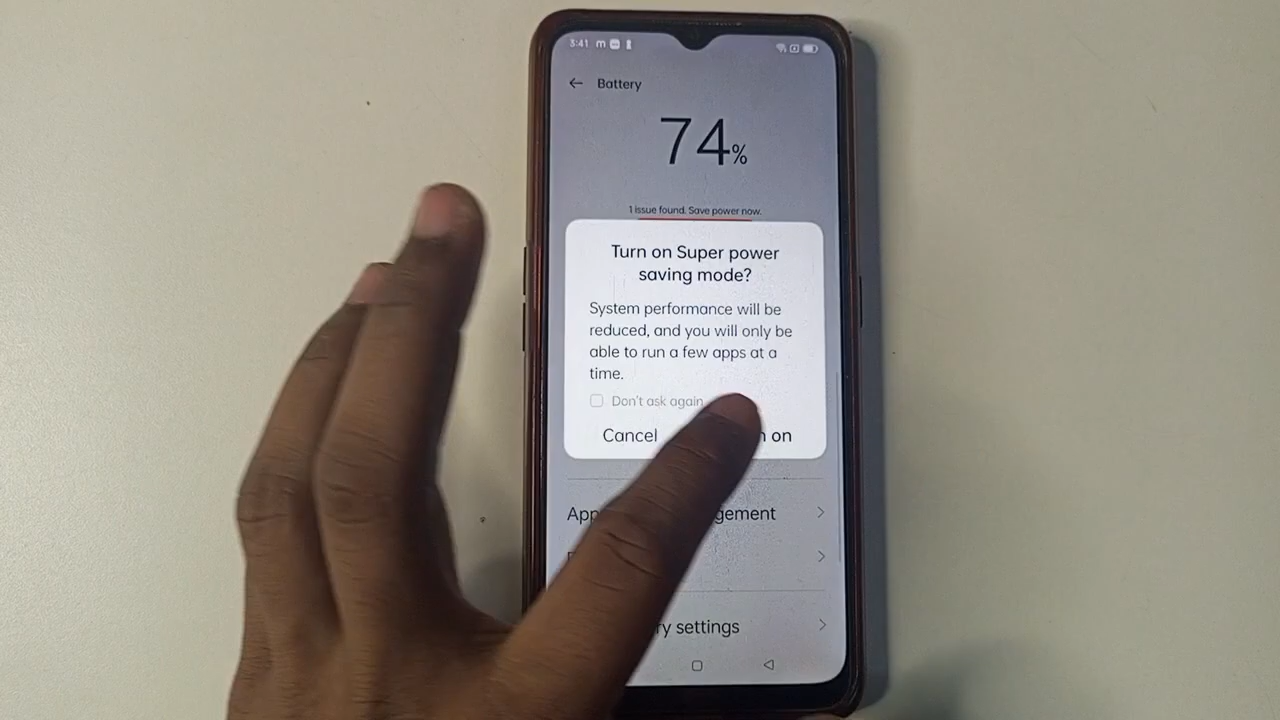 3:41 m
Battery
74%
1 issue found. Save power now.
Turn on Super power
saving mode?
System performance will be
reduced, and you will only be
able to run a few apps at a
time.
Don't ask again
Cancel
on
App
settings